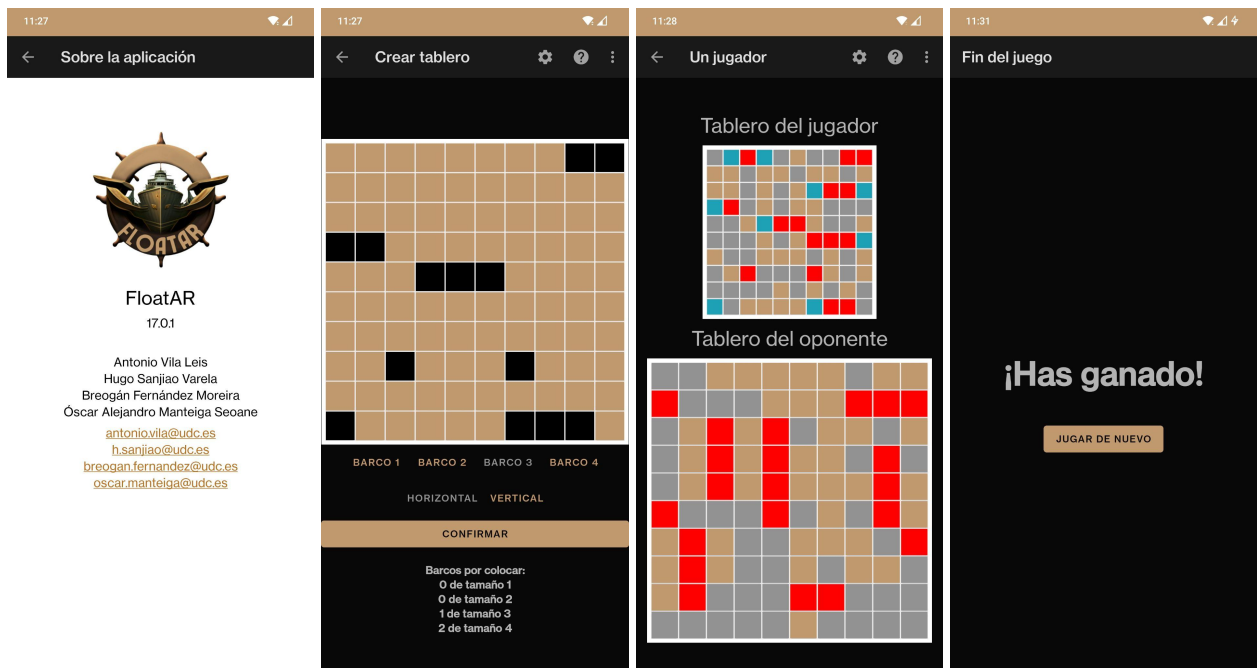 11:27
Sobre la aplicación
FLOATAR
FloatAR
17.0.1
Antonio Vila Leis
Hugo Sanjiao Varela
Breogán Fernández Moreira
Óscar Alejandro Manteiga Seoane
antonio.vila@udc.es
h.sanjiao@udc.es
breogan.fernandez@udc.es
oscar.manteiga@udc.es
11:27
Crear tablero
BARCO 1 BARCO 2 BARCO 3 BARCO 4
HORIZONTAL VERTICAL
CONFIRMAR
Barcos por colocar:
0 de tamaño 1
0 de tamaño 2
1 de tamaño 3
2 de tamaño 4
11:28
Un jugador
Tablero del jugador
Tablero del oponente
11:31
Fin del juego
¡Has ganado!
JUGAR DE NUEVO